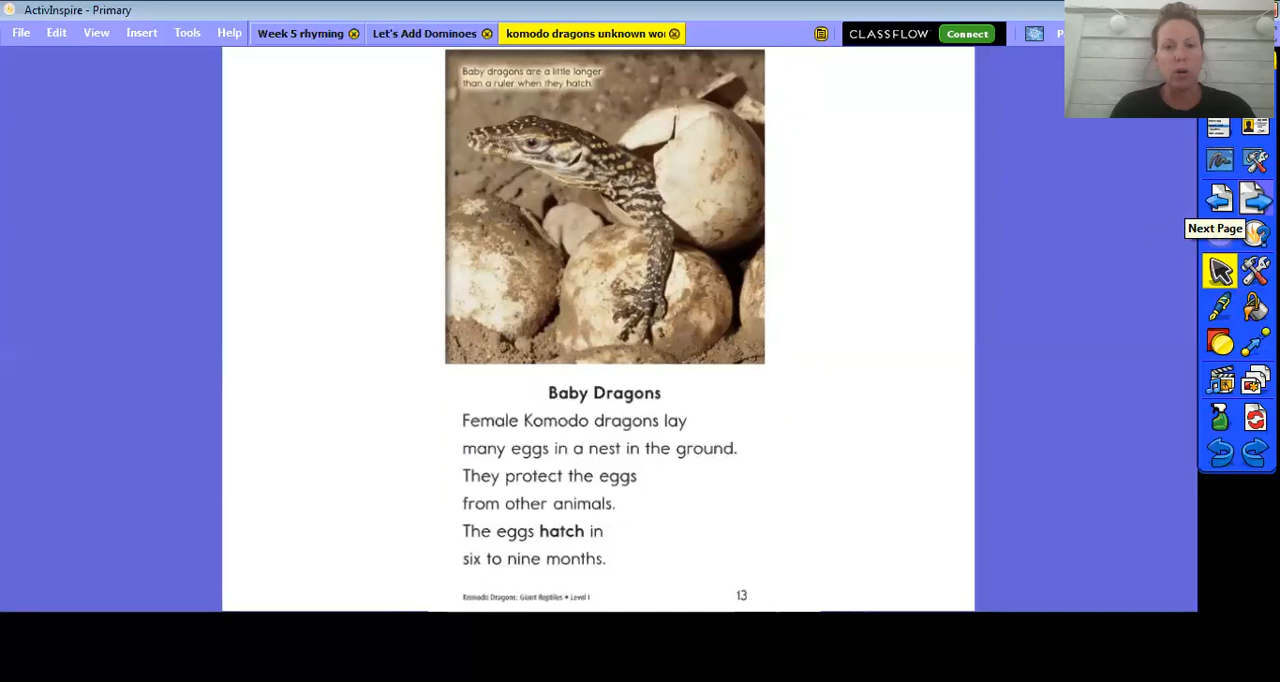 ActivInspire - Primary
File Edit View Insert Tools Help
Week 5 rhyming
Let's Add Dominoes
komodo dragons unknown wo
CLASSFLOW Connect
Next Page
Baby dragons are a little longer
than a ruler when they hatch.
Baby Dragons
Female Komodo dragons lay
many eggs in a nest in the ground.
They protect the eggs
from other animals.
The eggs hatch in
six to nine months.
Komodo Dragons: Giant Reptiles • Level I
13